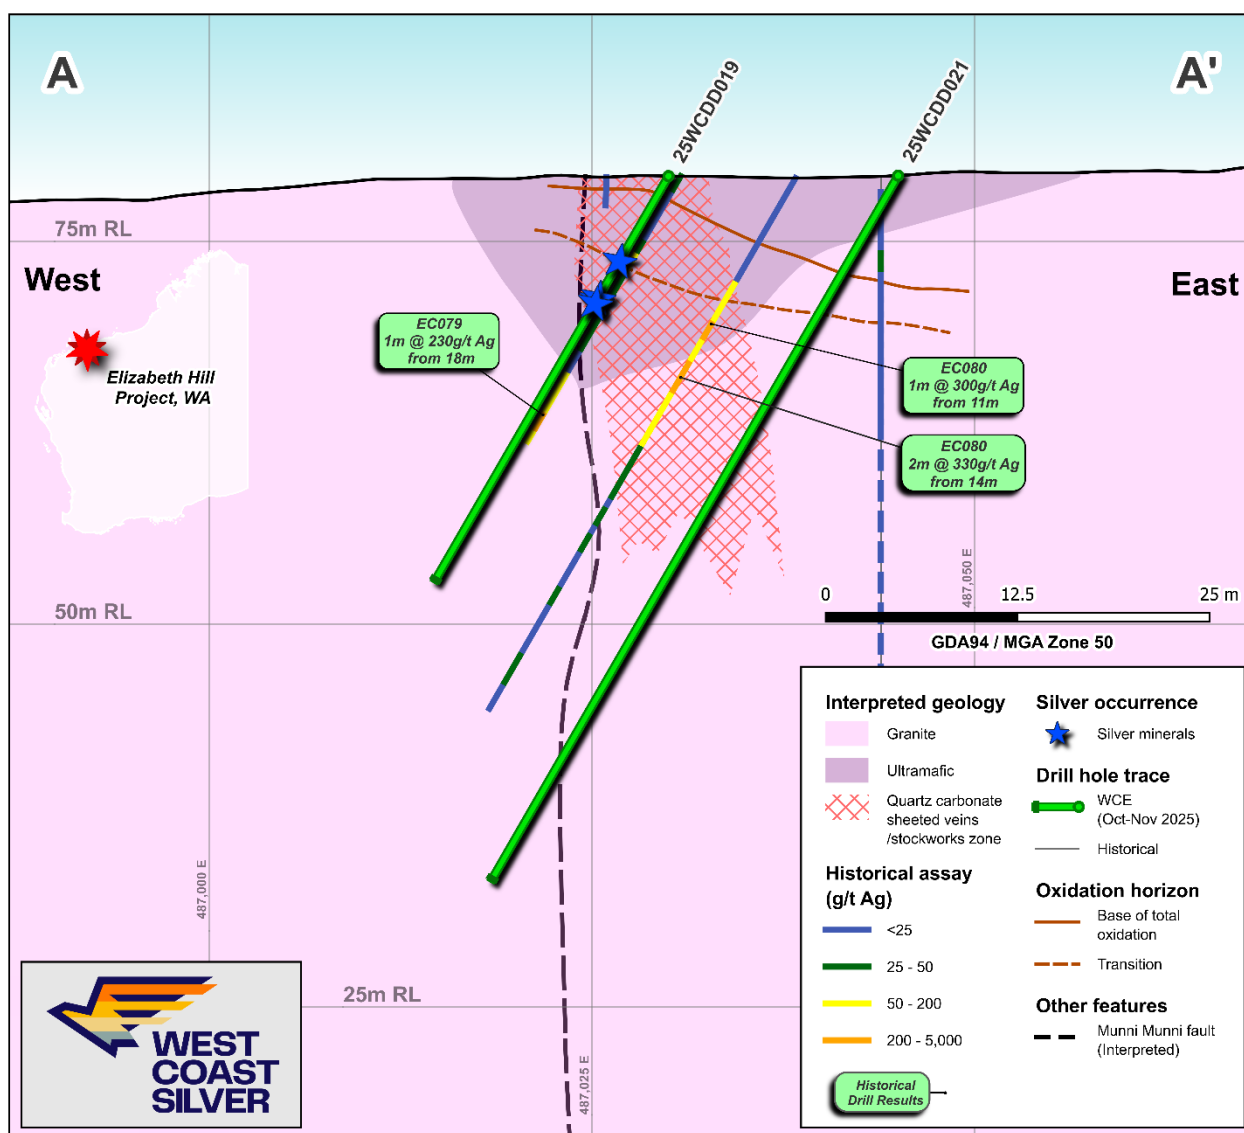 A
A'
25WCDD019
25WCDD021
75m RL
West
East
Elizabeth Hill
Project, WA
EC079
1m @ 230g/t Ag
from 18m
EC080
1m @ 300g/t Ag
from 11m
EC080
2m @ 330g/t Ag
from 14m
487,050 E
50m RL
0
12.5
25 m
GDA94 / MGA Zone 50
Interpreted geology
Granite
Ultramafic
Quartz carbonate
sheeted veins
/stockworks zone
Historical assay
(g/t Ag)
<25
25 - 50
50 - 200
200 - 5,000
Historical
Drill Results
Silver occurrence
Silver minerals
Drill hole trace
WCE
(Oct-Nov 2025)
Historical
Oxidation horizon
Base of total
oxidation
Transition
Other features
Munni Munni fault
(Interpreted)
487,000 E
25m RL
487,025 E
WEST
COAST
SILVER